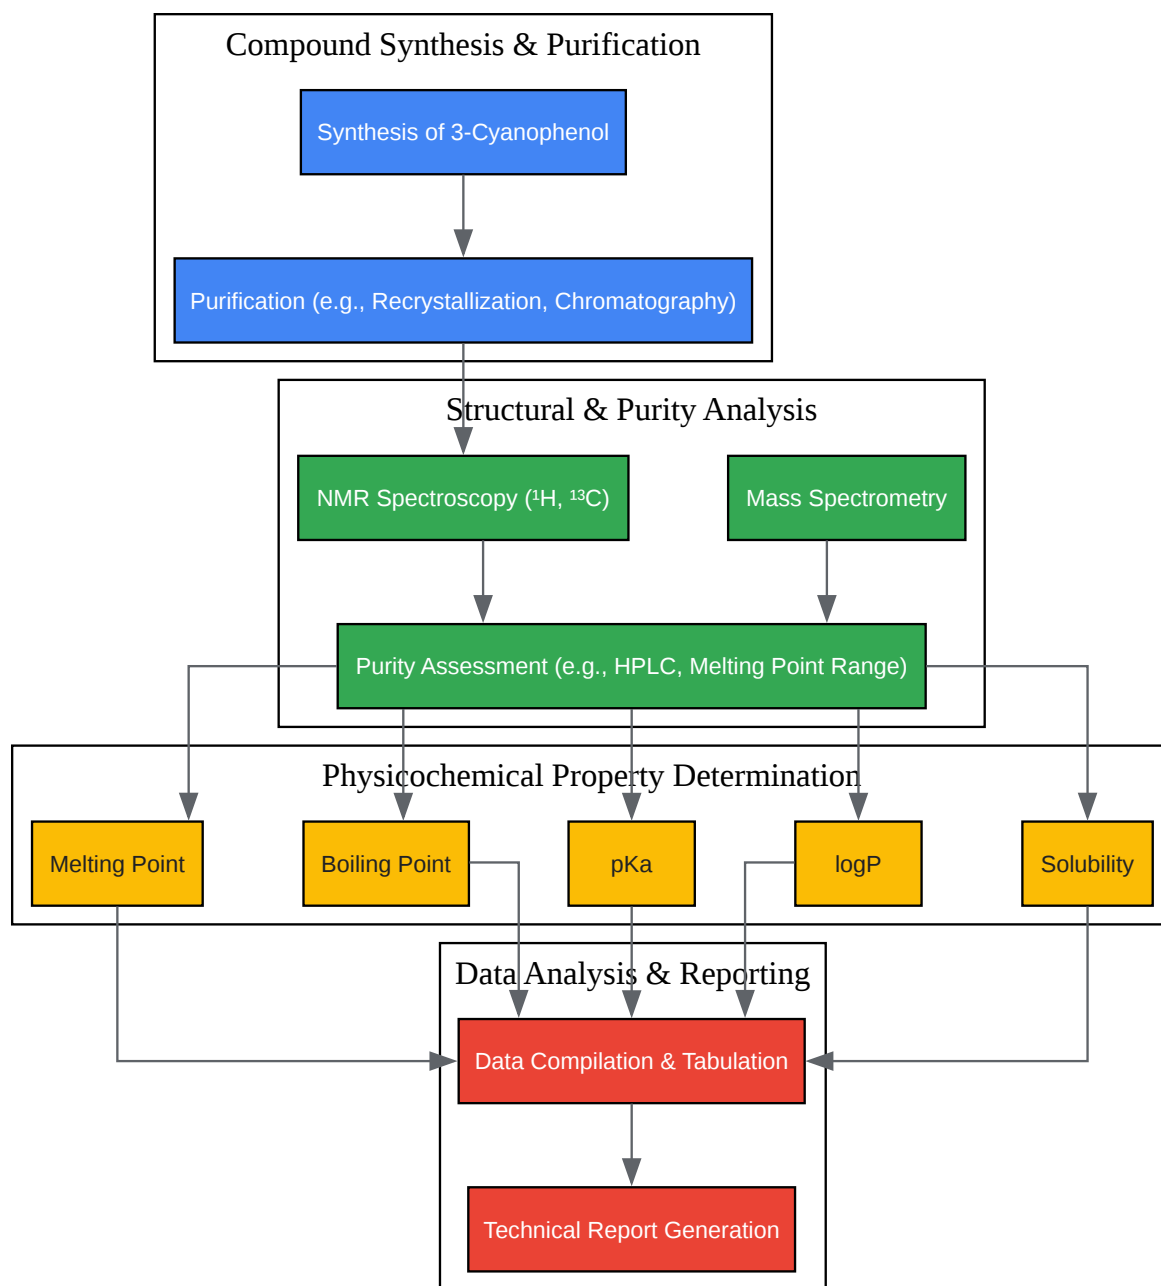 Compound Synthesis & Purification
Synthesis of 3-Cyanophenol
Purification (e.g., Recrystallization, Chromatography)
Structural & Purity Analysis
NMR Spectroscopy (¹H, ¹³C)
Mass Spectrometry
Purity Assessment (e.g., HPLC, Melting Point Range)
Physicochemical Property Determination
Melting Point
Boiling Point
pKa
logP
Solubility
Data Analysis & Reporting
Data Compilation & Tabulation
Technical Report Generation